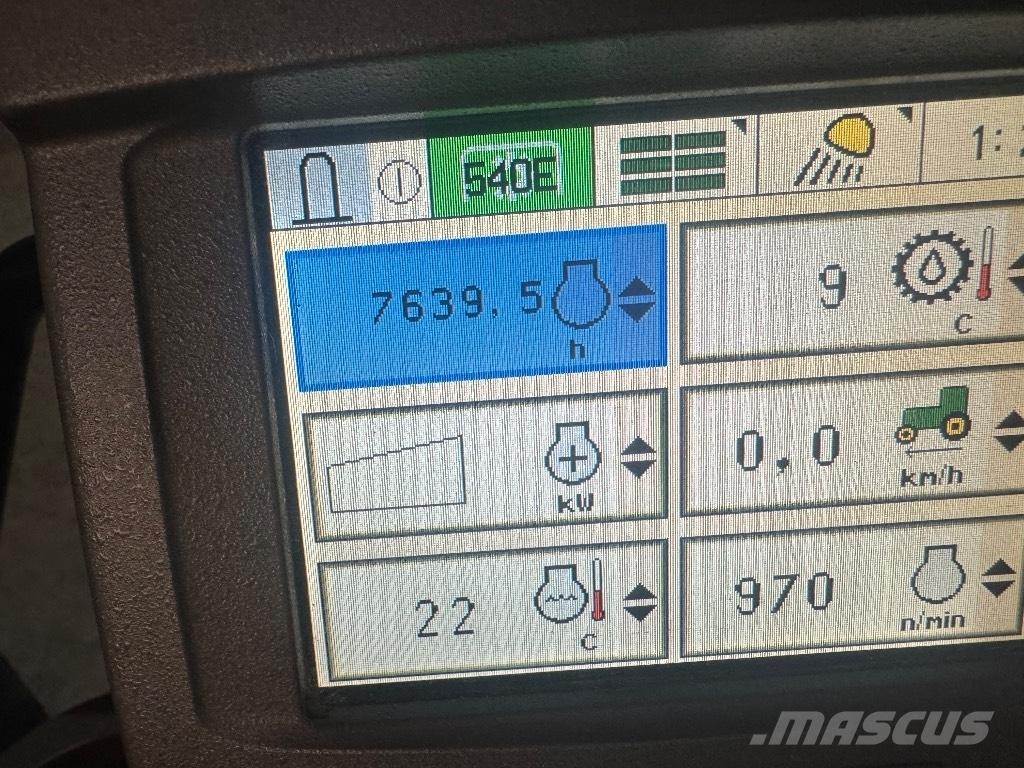 540E
1:
7639.5
h
9
C
kW
0,0
km/h
22
C
970
n/min
.MASCUS